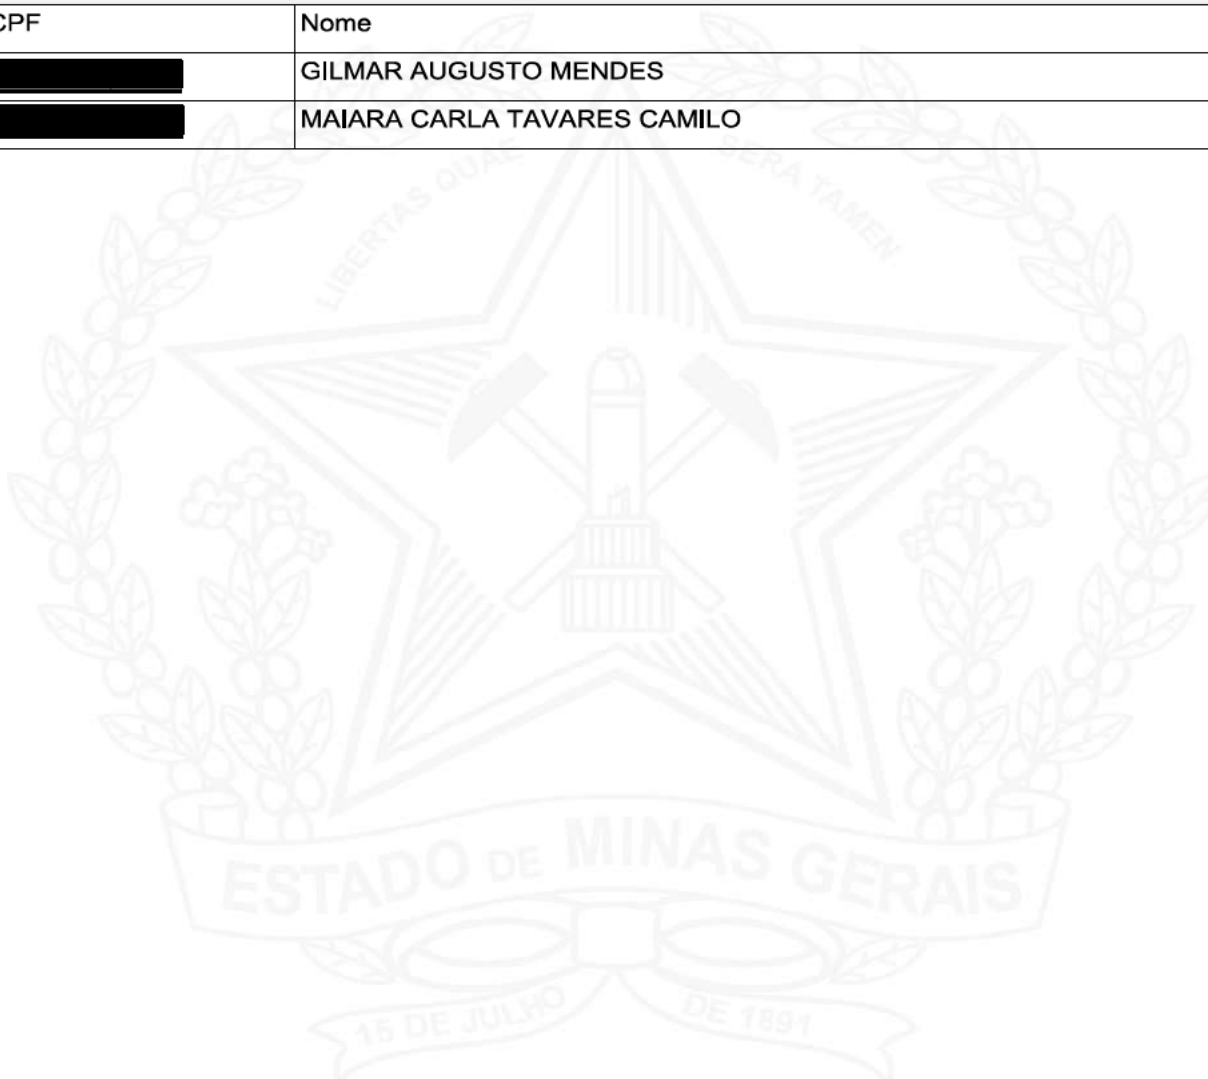 CPF Nome
GILMAR AUGUSTO MENDES
MAIARA CARLA TAVARES CAMILO
LIBERTAS QUAE SERA TAMEN
ESTADO DE MINAS GERAIS
15 DE JULHO DE 1891